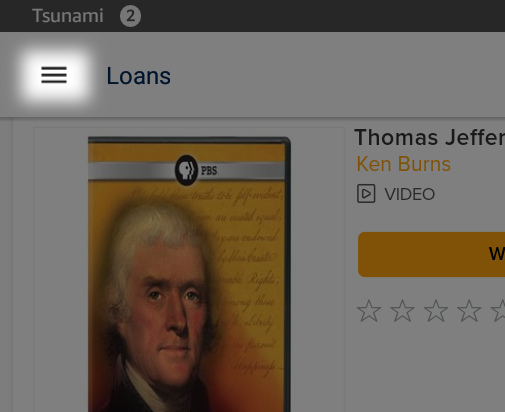 Tsunami 2
Loans
Thomas Jeffer
Ken Burns
VIDEO
W
PBS